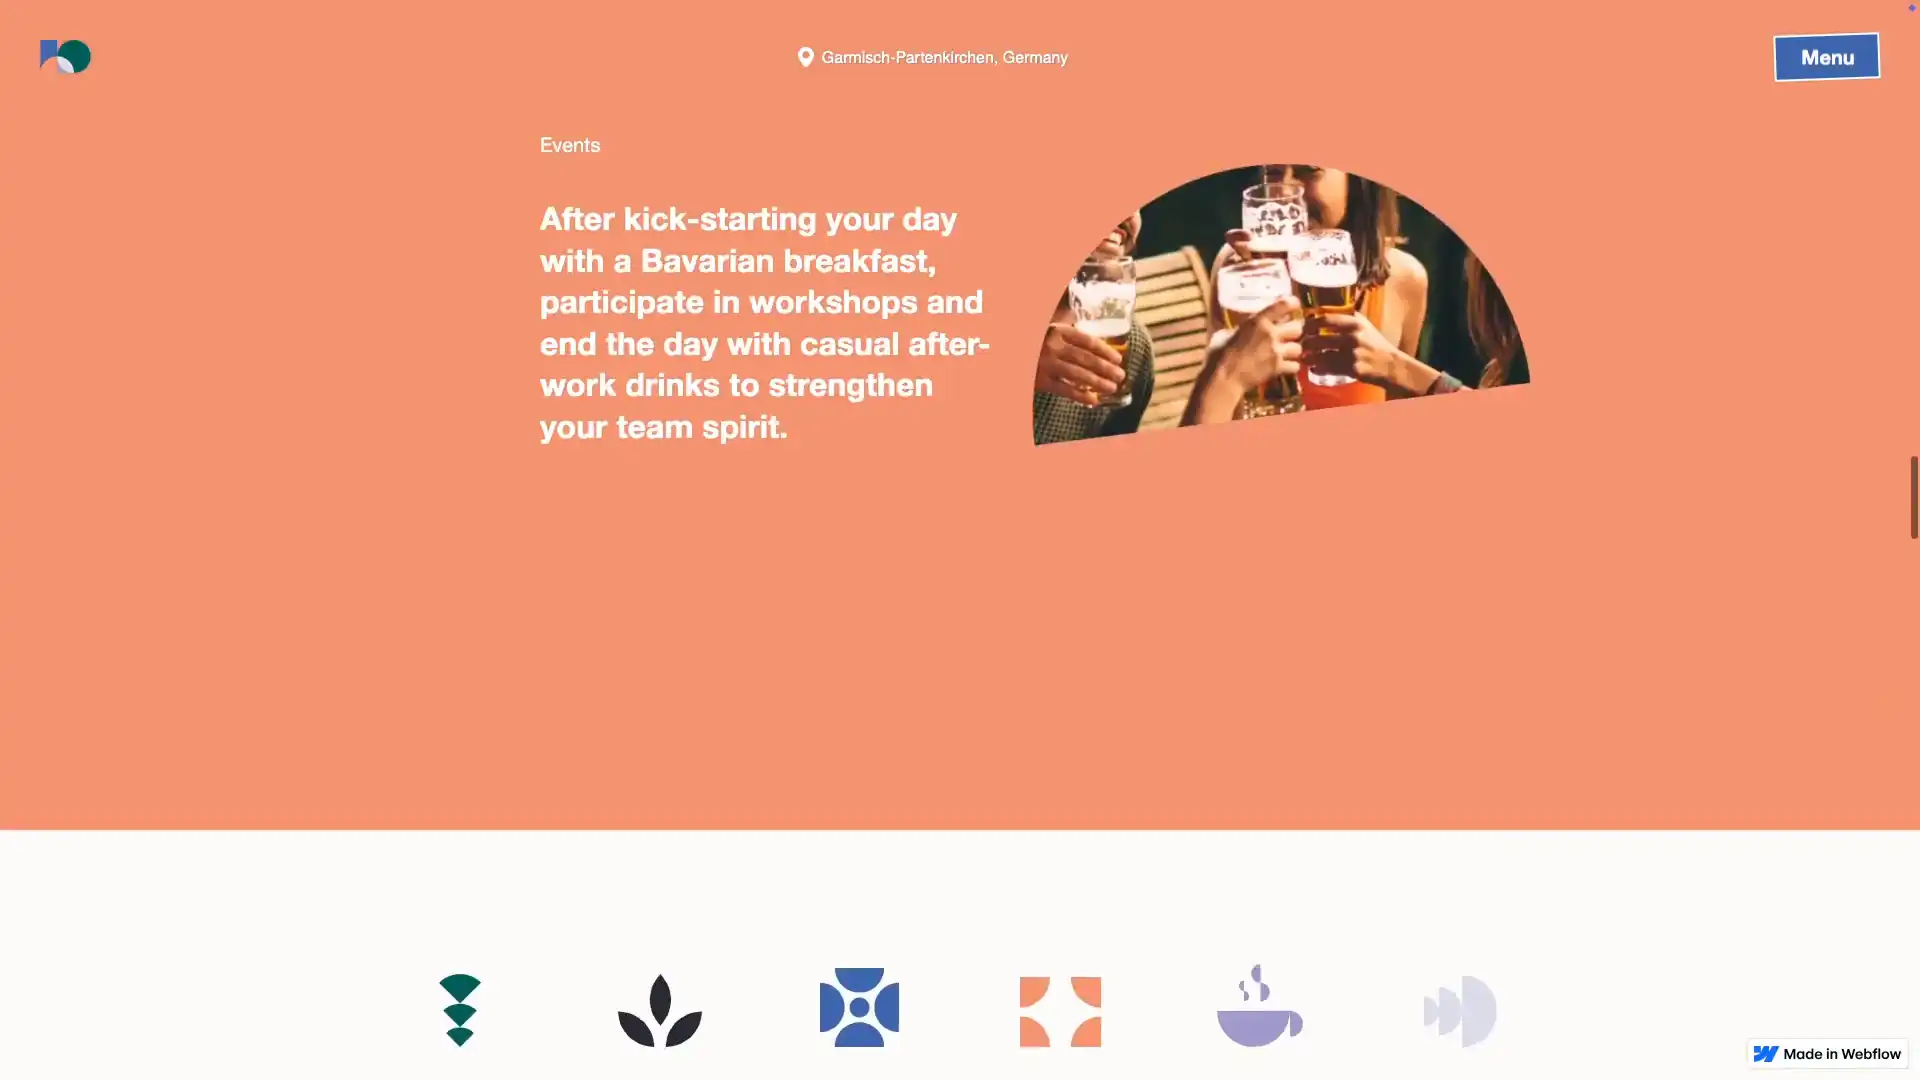 Garmisch-Partenkirchen, Germany
Menu
Events
After kick-starting your day
with a Bavarian breakfast,
participate in workshops and
end the day with casual after-
work drinks to strengthen
your team spirit.
Made in Webflow